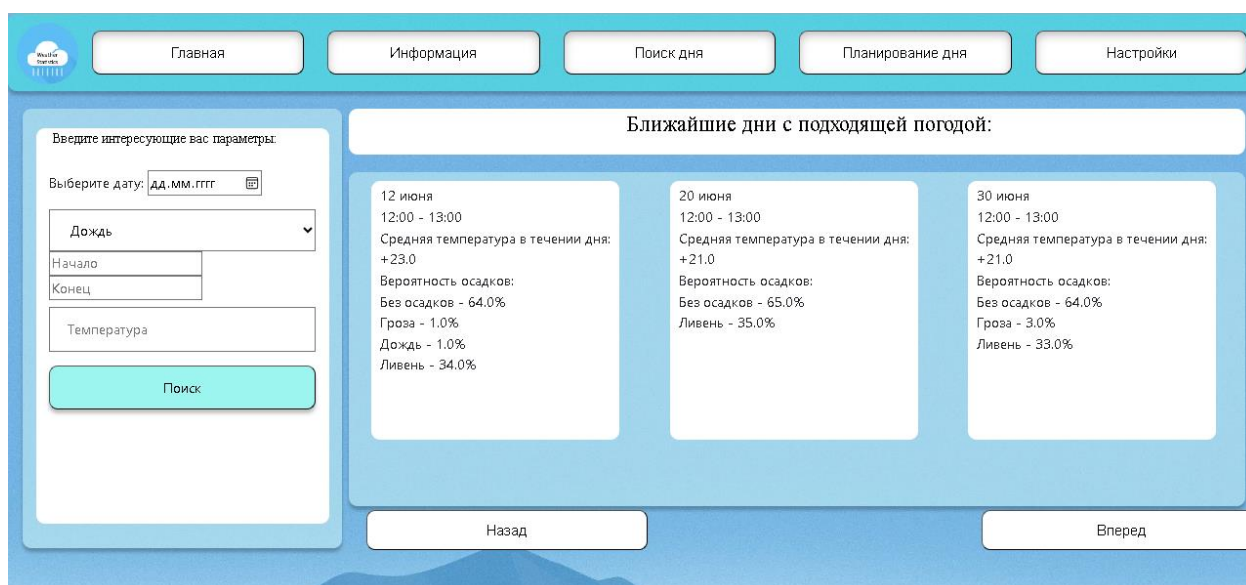 Weather
Statistics
Главная
Информация
Поиск дня
Планирование дня
Настройки
Введите интересующие вас параметры:
Выберите дату: дд.мм.гггг
Дождь
Начало
Конец
Температура
Поиск
Ближайшие дни с подходящей погодой:
12 июня
12:00 - 13:00
Средняя температура в течении дня:
+23.0
Вероятность осадков:
Без осадков - 64.0%
Гроза - 1.0%
Дождь - 1.0%
Ливень - 34.0%
20 июня
12:00 - 13:00
Средняя температура в течении дня:
+21.0
Вероятность осадков:
Без осадков - 65.0%
Ливень - 35.0%
30 июня
12:00 - 13:00
Средняя температура в течении дня:
+21.0
Вероятность осадков:
Без осадков - 64.0%
Гроза - 3.0%
Ливень - 33.0%
Назад
Вперед